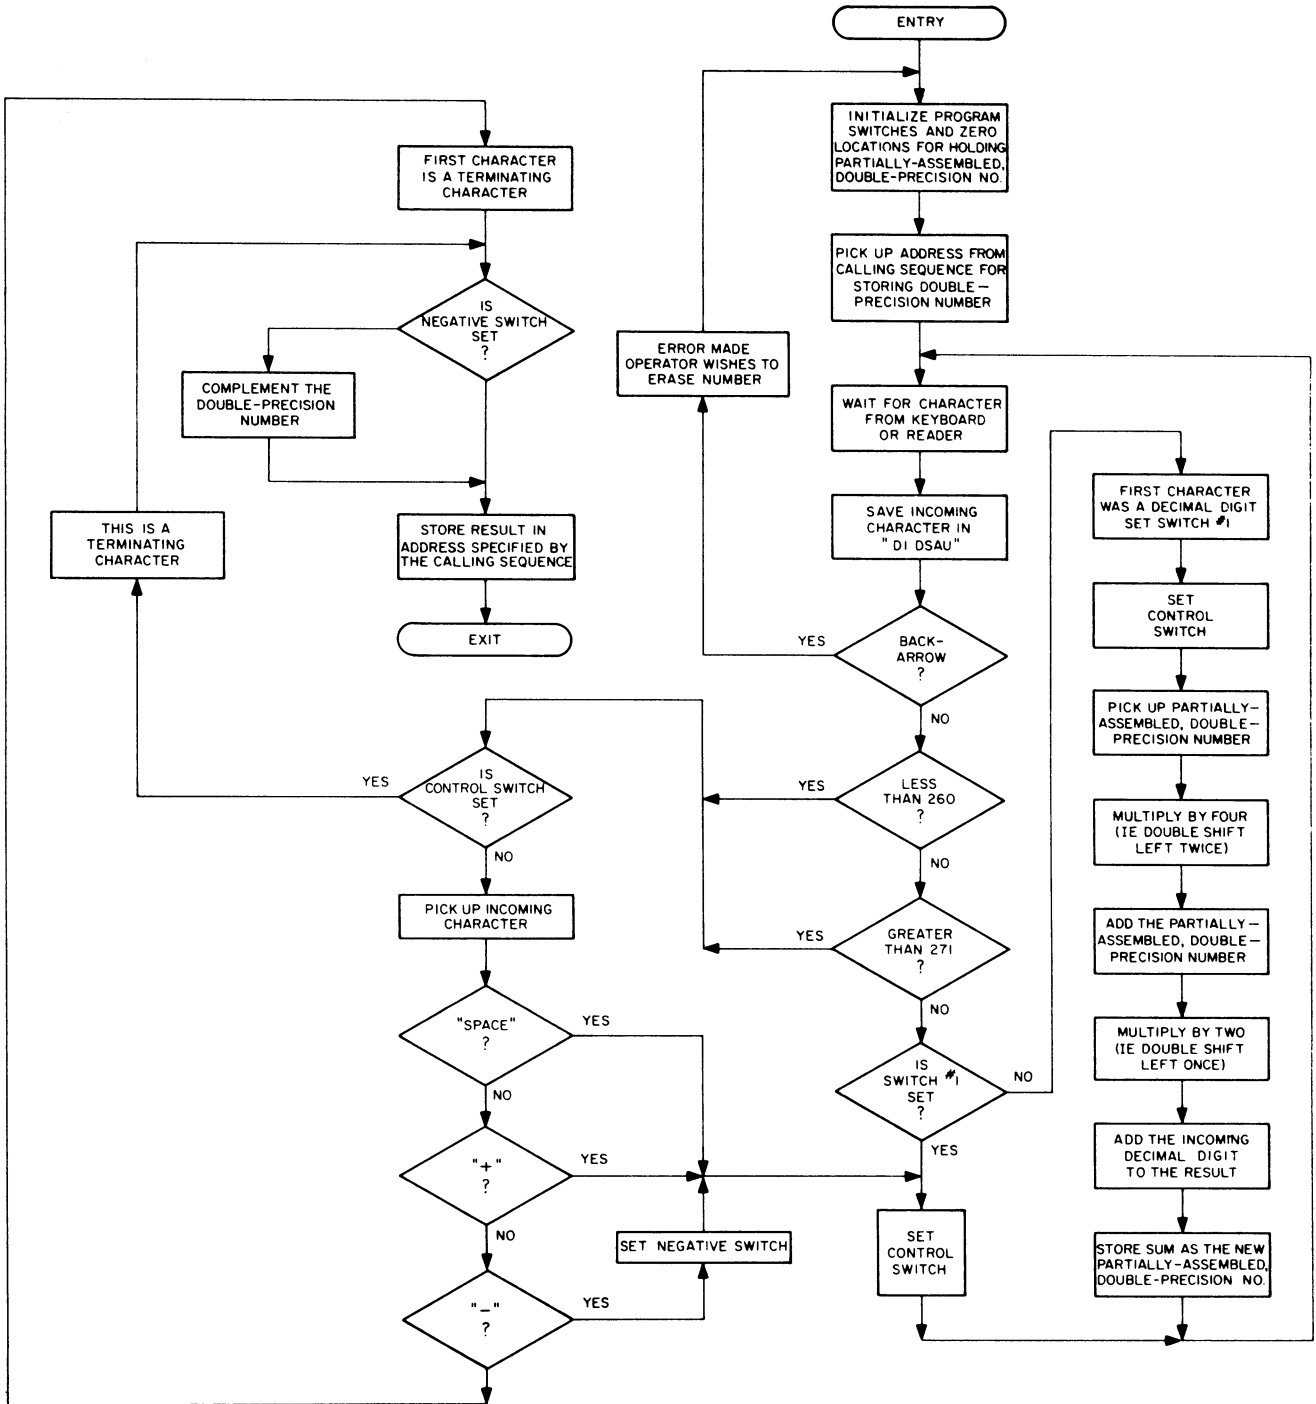 ENTRY
INITIALIZE PROGRAM
SWITCHES AND ZERO
LOCATIONS FOR HOLDING
PARTIALLY-ASSEMBLED,
DOUBLE-PRECISION NO.
PICK UP ADDRESS FROM
CALLING SEQUENCE FOR
STORING DOUBLE-
PRECISION NUMBER
WAIT FOR CHARACTER
FROM KEYBOARD
OR READER
SAVE INCOMING
CHARACTER IN
"DI DSAU"
BACK-
ARROW
?
YES
NO
ERROR MADE
OPERATOR WISHES TO
ERASE NUMBER
LESS
THAN 260
?
YES
NO
GREATER
THAN 271
?
YES
NO
IS
SWITCH #1
SET
?
NO
YES
SET
CONTROL
SWITCH
FIRST CHARACTER
WAS A DECIMAL DIGIT
SET SWITCH #1
SET
CONTROL
SWITCH
PICK UP PARTIALLY-
ASSEMBLED, DOUBLE-
PRECISION NUMBER
MULTIPLY BY FOUR
(IE DOUBLE SHIFT
LEFT TWICE)
ADD THE PARTIALLY-
ASSEMBLED, DOUBLE-
PRECISION NUMBER
MULTIPLY BY TWO
(IE DOUBLE SHIFT
LEFT ONCE)
ADD THE INCOMING
DECIMAL DIGIT
TO THE RESULT
STORE SUM AS THE NEW
PARTIALLY-ASSEMBLED,
DOUBLE-PRECISION NO.
FIRST CHARACTER
IS A TERMINATING
CHARACTER
IS
NEGATIVE SWITCH
SET
?
COMPLEMENT THE
DOUBLE-PRECISION
NUMBER
STORE RESULT IN
ADDRESS SPECIFIED BY
THE CALLING SEQUENCE
EXIT
THIS IS A
TERMINATING
CHARACTER
IS
CONTROL SWITCH
SET
?
YES
NO
PICK UP INCOMING
CHARACTER
"SPACE"
?
YES
NO
"+"
?
YES
NO
"-"
?
YES
SET NEGATIVE SWITCH